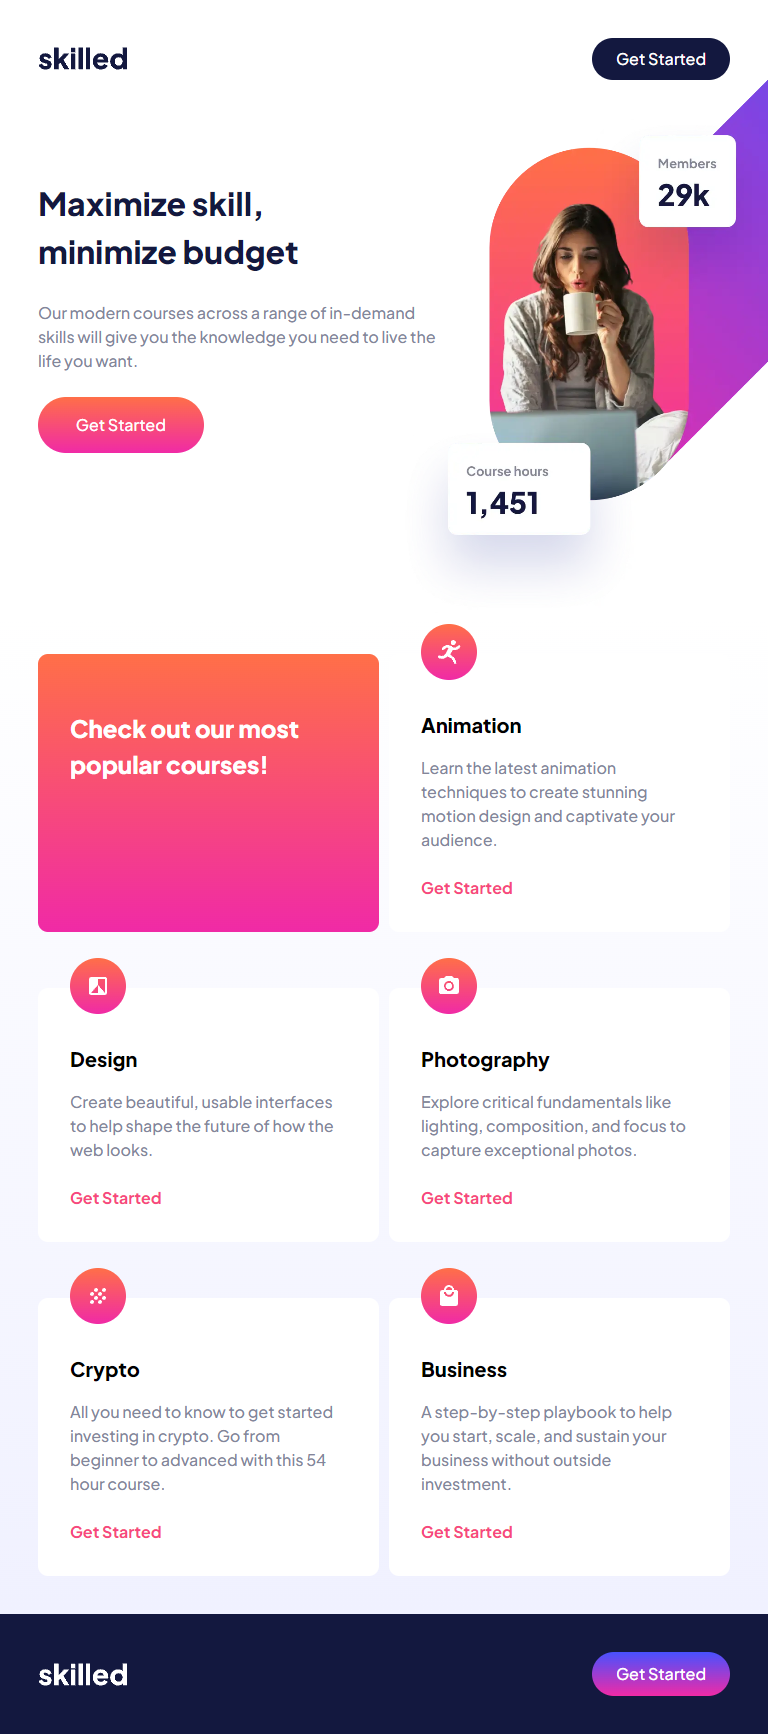 skilled
Get Started
Maximize skill,
minimize budget
Our modern courses across a range of in-demand
skills will give you the knowledge you need to live the
life you want.
Get Started
Members
29k
Course hours
1,451
Check out our most
popular courses!
Animation
Learn the latest animation
techniques to create stunning
motion design and captivate your
audience.
Get Started
Design
Create beautiful, usable interfaces
to help shape the future of how the
web looks.
Get Started
Photography
Explore critical fundamentals like
lighting, composition, and focus to
capture exceptional photos.
Get Started
Crypto
All you need to know to get started
investing in crypto. Go from
beginner to advanced with this 54
hour course.
Get Started
Business
A step-by-step playbook to help
you start, scale, and sustain your
business without outside
investment.
Get Started
skilled
Get Started